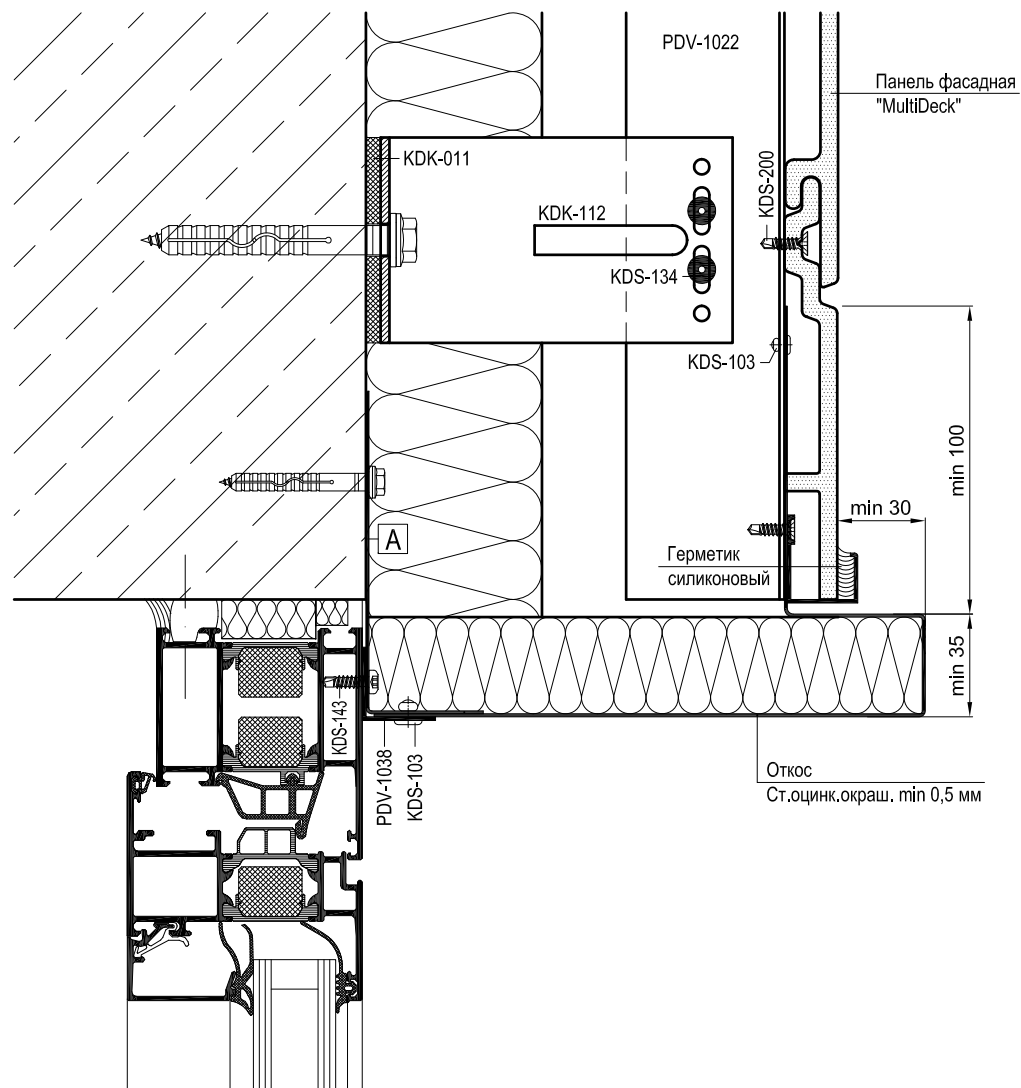 PDV-1022
Панель фасадная
"MultiDeck"
KDK-011
KDS-200
KDK-112
KDS-134
KDS-103
min 100
min 30
A
Герметик
силиконовый
min 35
KDS-143
PDV-1038
KDS-103
Откос
Ст.оцинк.окраш. min 0,5 мм